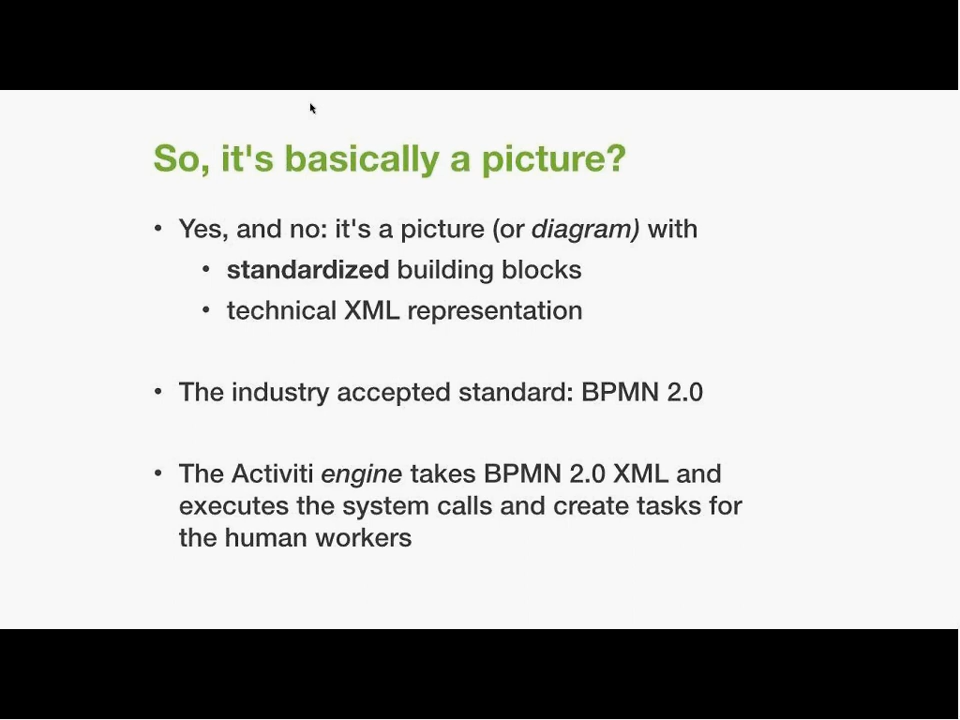 So, it's basically a picture?
• Yes, and no: it's a picture (or diagram) with
• standardized building blocks
• technical XML representation
• The industry accepted standard: BPMN 2.0
• The Activiti engine takes BPMN 2.0 XML and
executes the system calls and create tasks for
the human workers